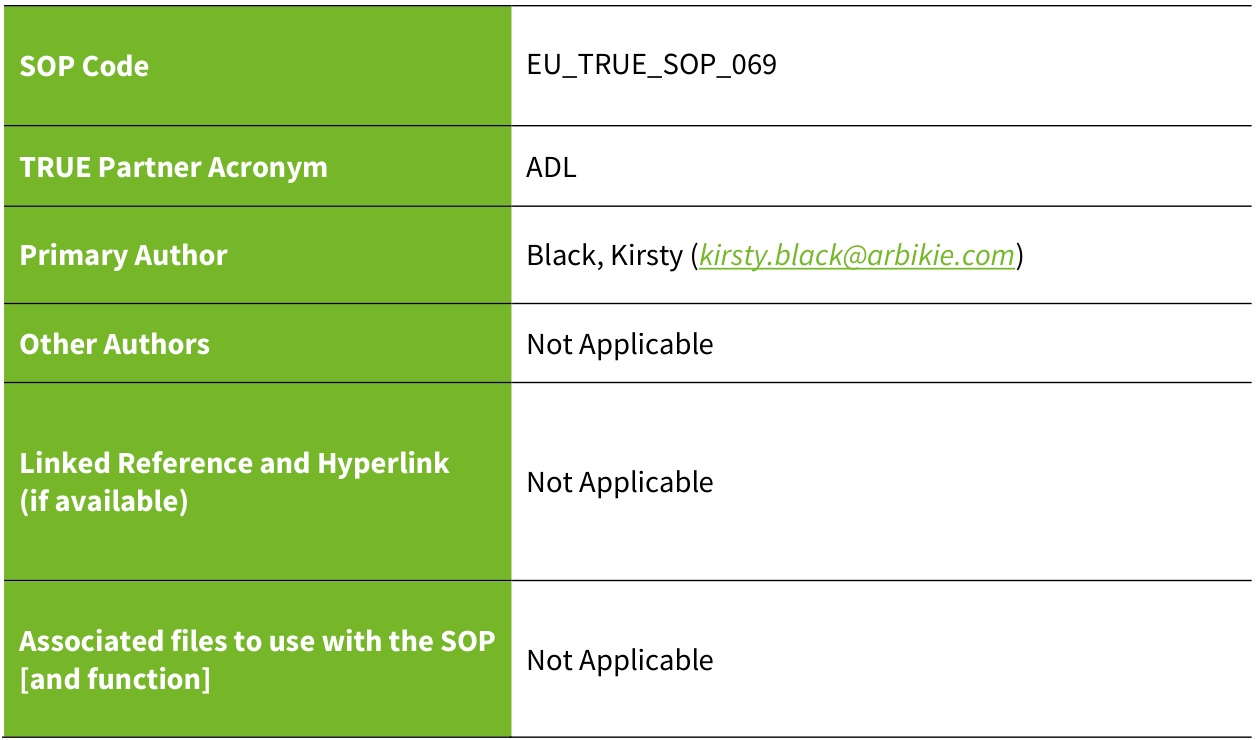 SOP Code
EU_TRUE_SOP_069
TRUE Partner Acronym
ADL
Primary Author
Black, Kirsty (kirsty.black@arbikie.com)
Other Authors
Not Applicable
Linked Reference and Hyperlink
(if available)
Not Applicable
Associated files to use with the SOP
[and function]
Not Applicable